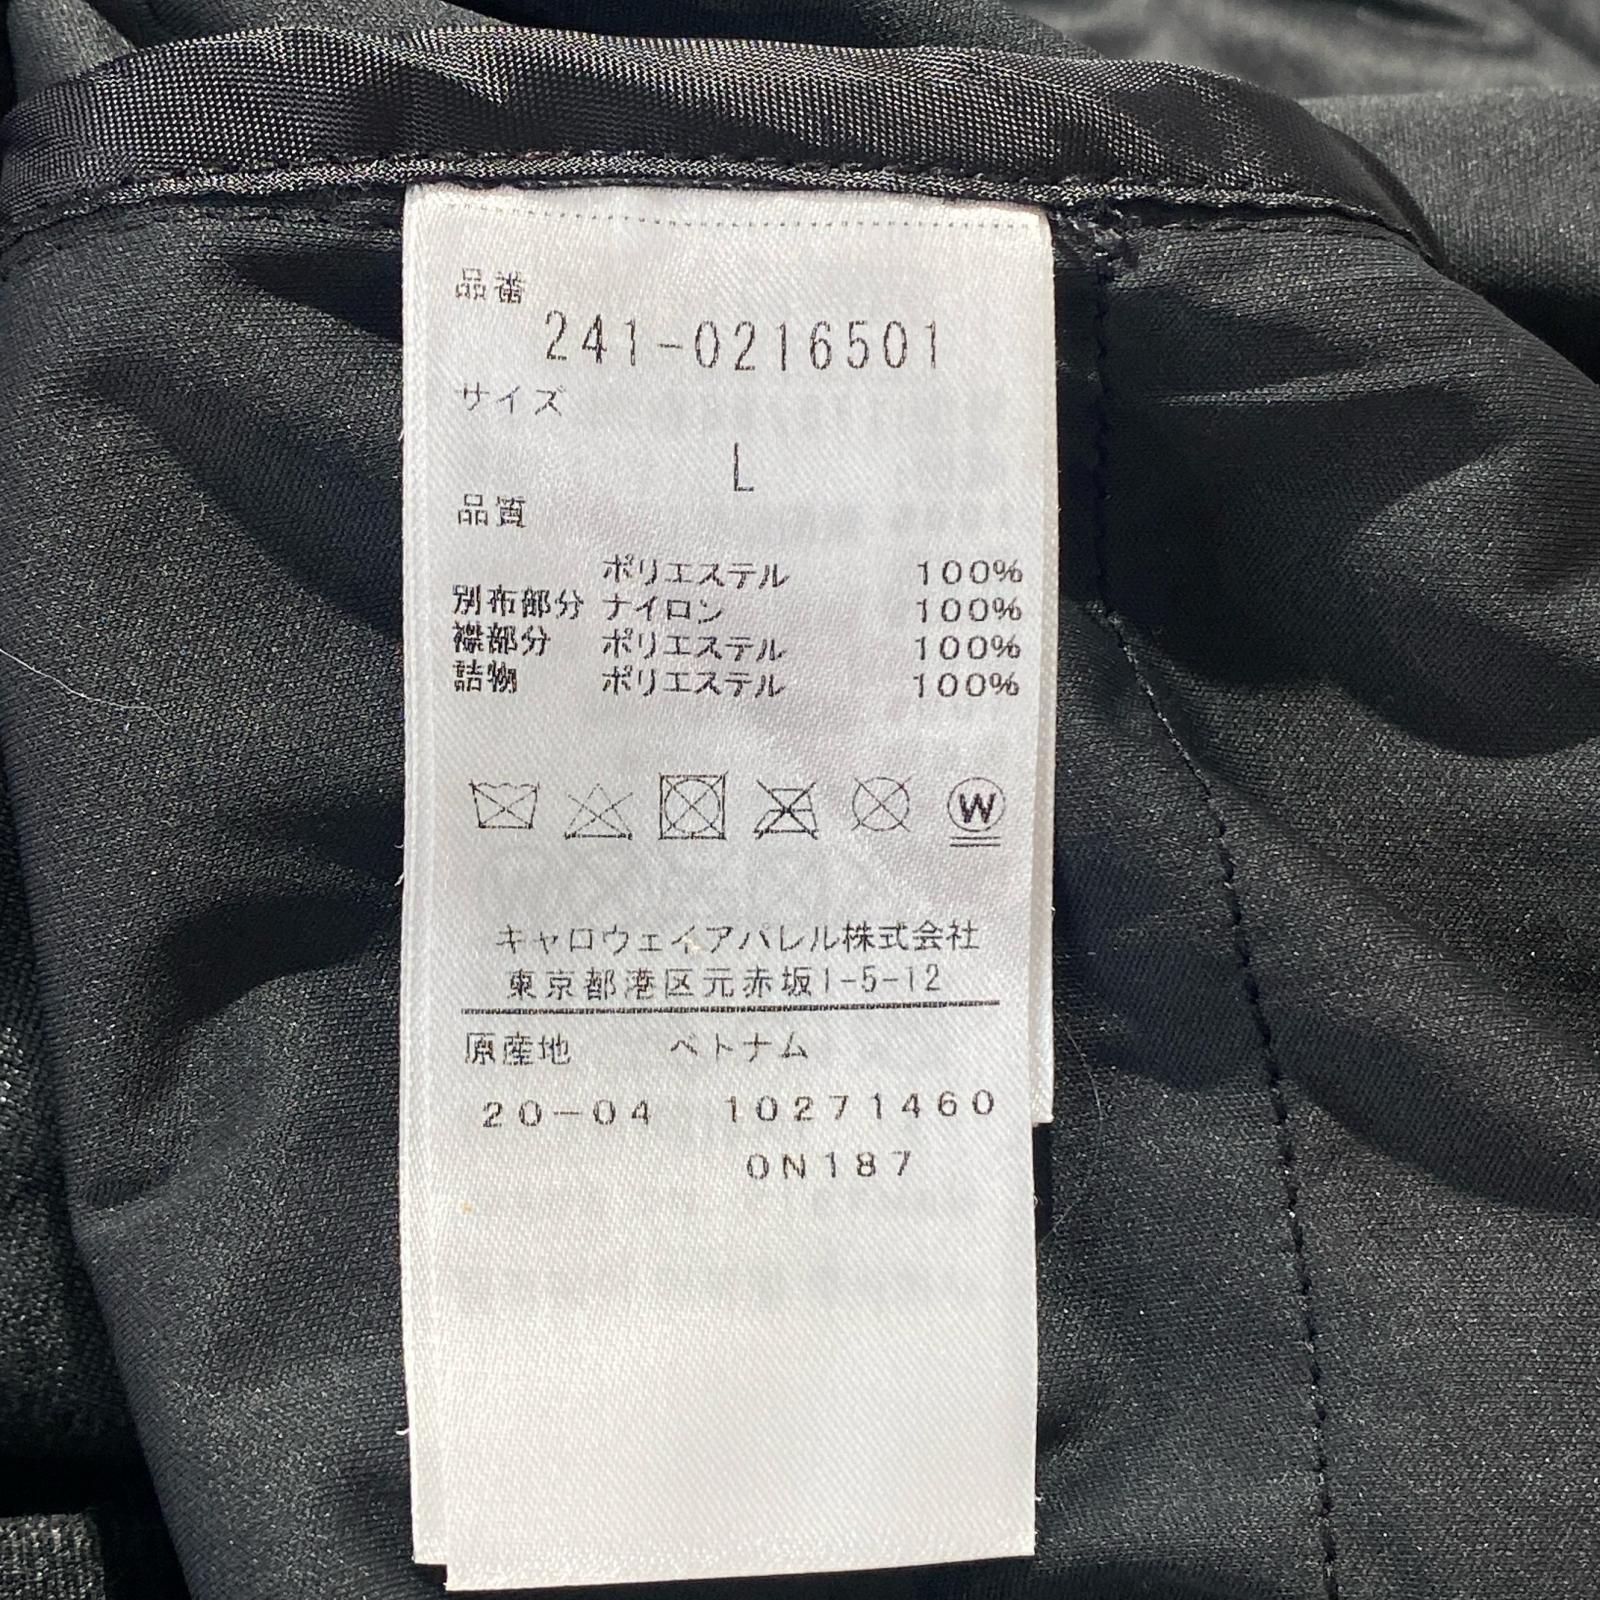 品番
241-0216501
サイズ
L
品質
ポリエステル 100%
別布部分 ナイロン 100%
襟部分 ポリエステル 100%
詰物 ポリエステル 100%
W
キャロウェイアパレル株式会社
東京都港区元赤坂1-5-12
原産地 ベトナム
20-04 10271460
0N187